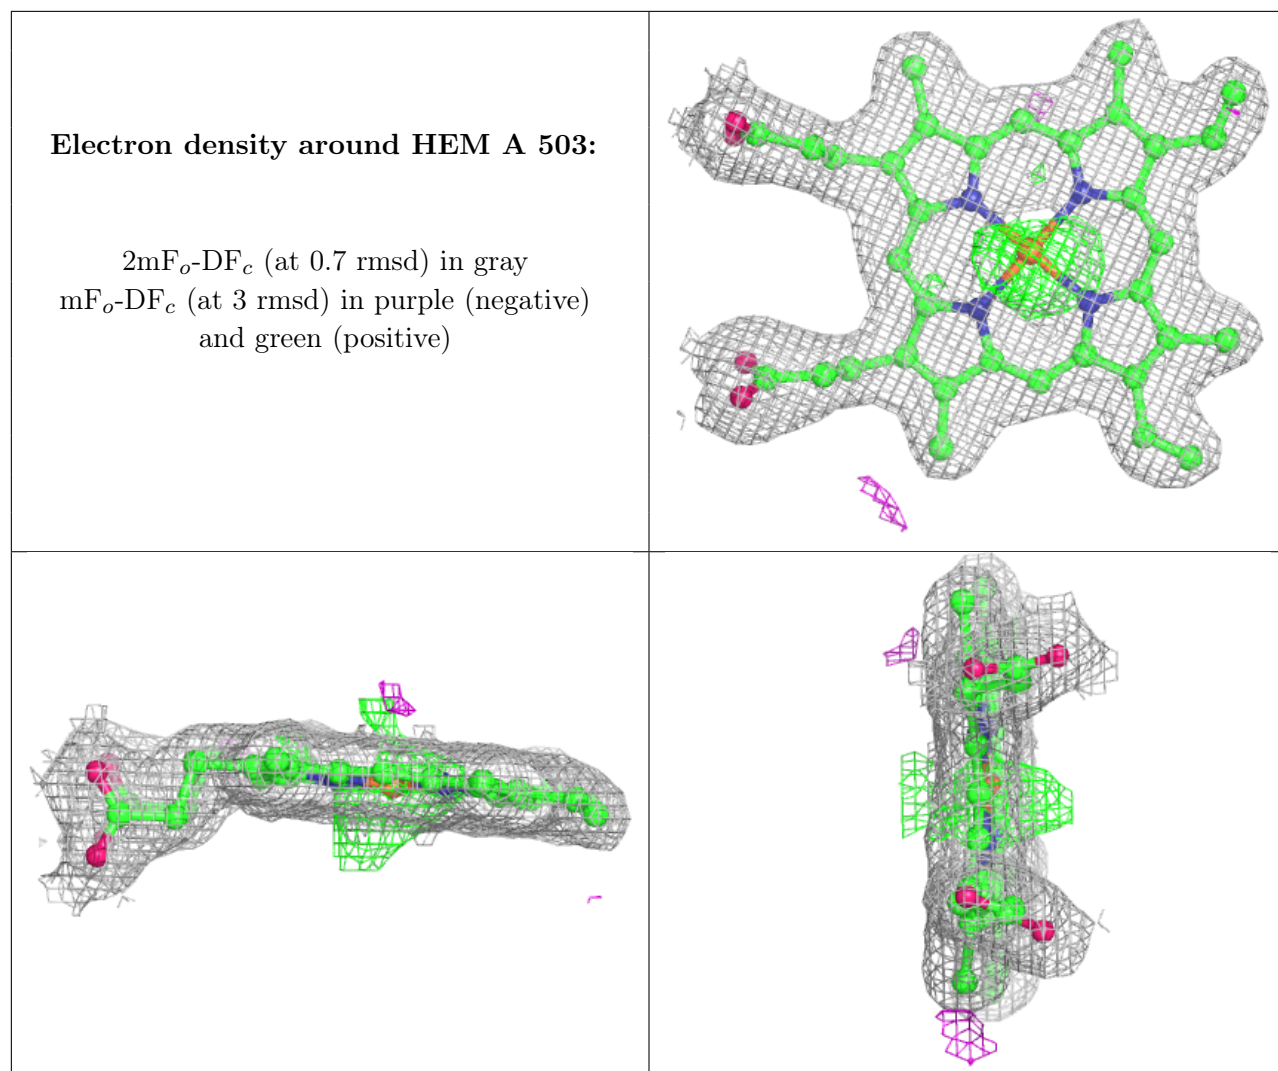 Electron density around HEM A 503:
2mFₒ-DF𝒸 (at 0.7 rmsd) in gray
mFₒ-DF𝒸 (at 3 rmsd) in purple (negative)
and green (positive)